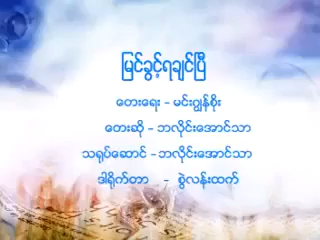 မြင်ခွင့်ရချင်ပြီ
တေးရေး - မင်းဂျွန်စိုး
တေးဆို - ဘလိုင်းအောင်သာ
သရုပ်ဆောင် - ဘလိုင်းအောင်သာ
ဒါရိုက်တာ - စွဲလန်းထက်